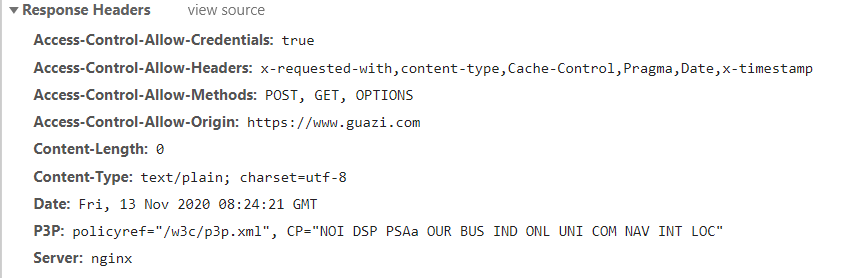 Response Headers view source
Access-Control-Allow-Credentials: true
Access-Control-Allow-Headers: x-requested-with,content-type,Cache-Control,Pragma,Date,x-timestamp
Access-Control-Allow-Methods: POST, GET, OPTIONS
Access-Control-Allow-Origin: https://www.guazi.com
Content-Length: 0
Content-Type: text/plain; charset=utf-8
Date: Fri, 13 Nov 2020 08:24:21 GMT
P3P: policyref="/w3c/p3p.xml", CP="NOI DSP PSAa OUR BUS IND ONL UNI COM NAV INT LOC"
Server: nginx